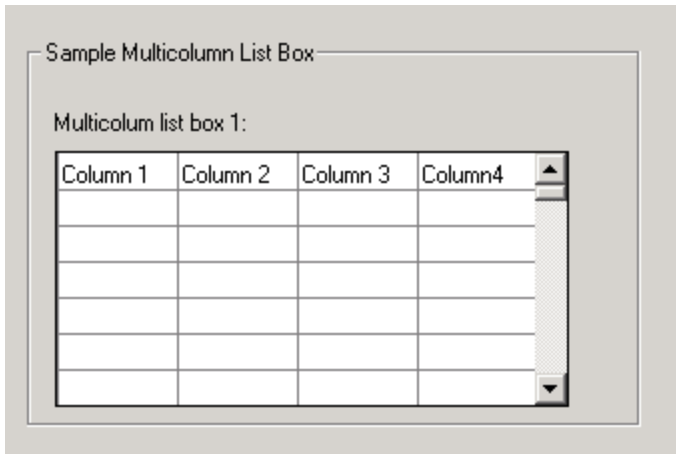 Sample Multicolumn List Box
Multicolum list box 1:
Column 1 Column 2 Column 3 Column4